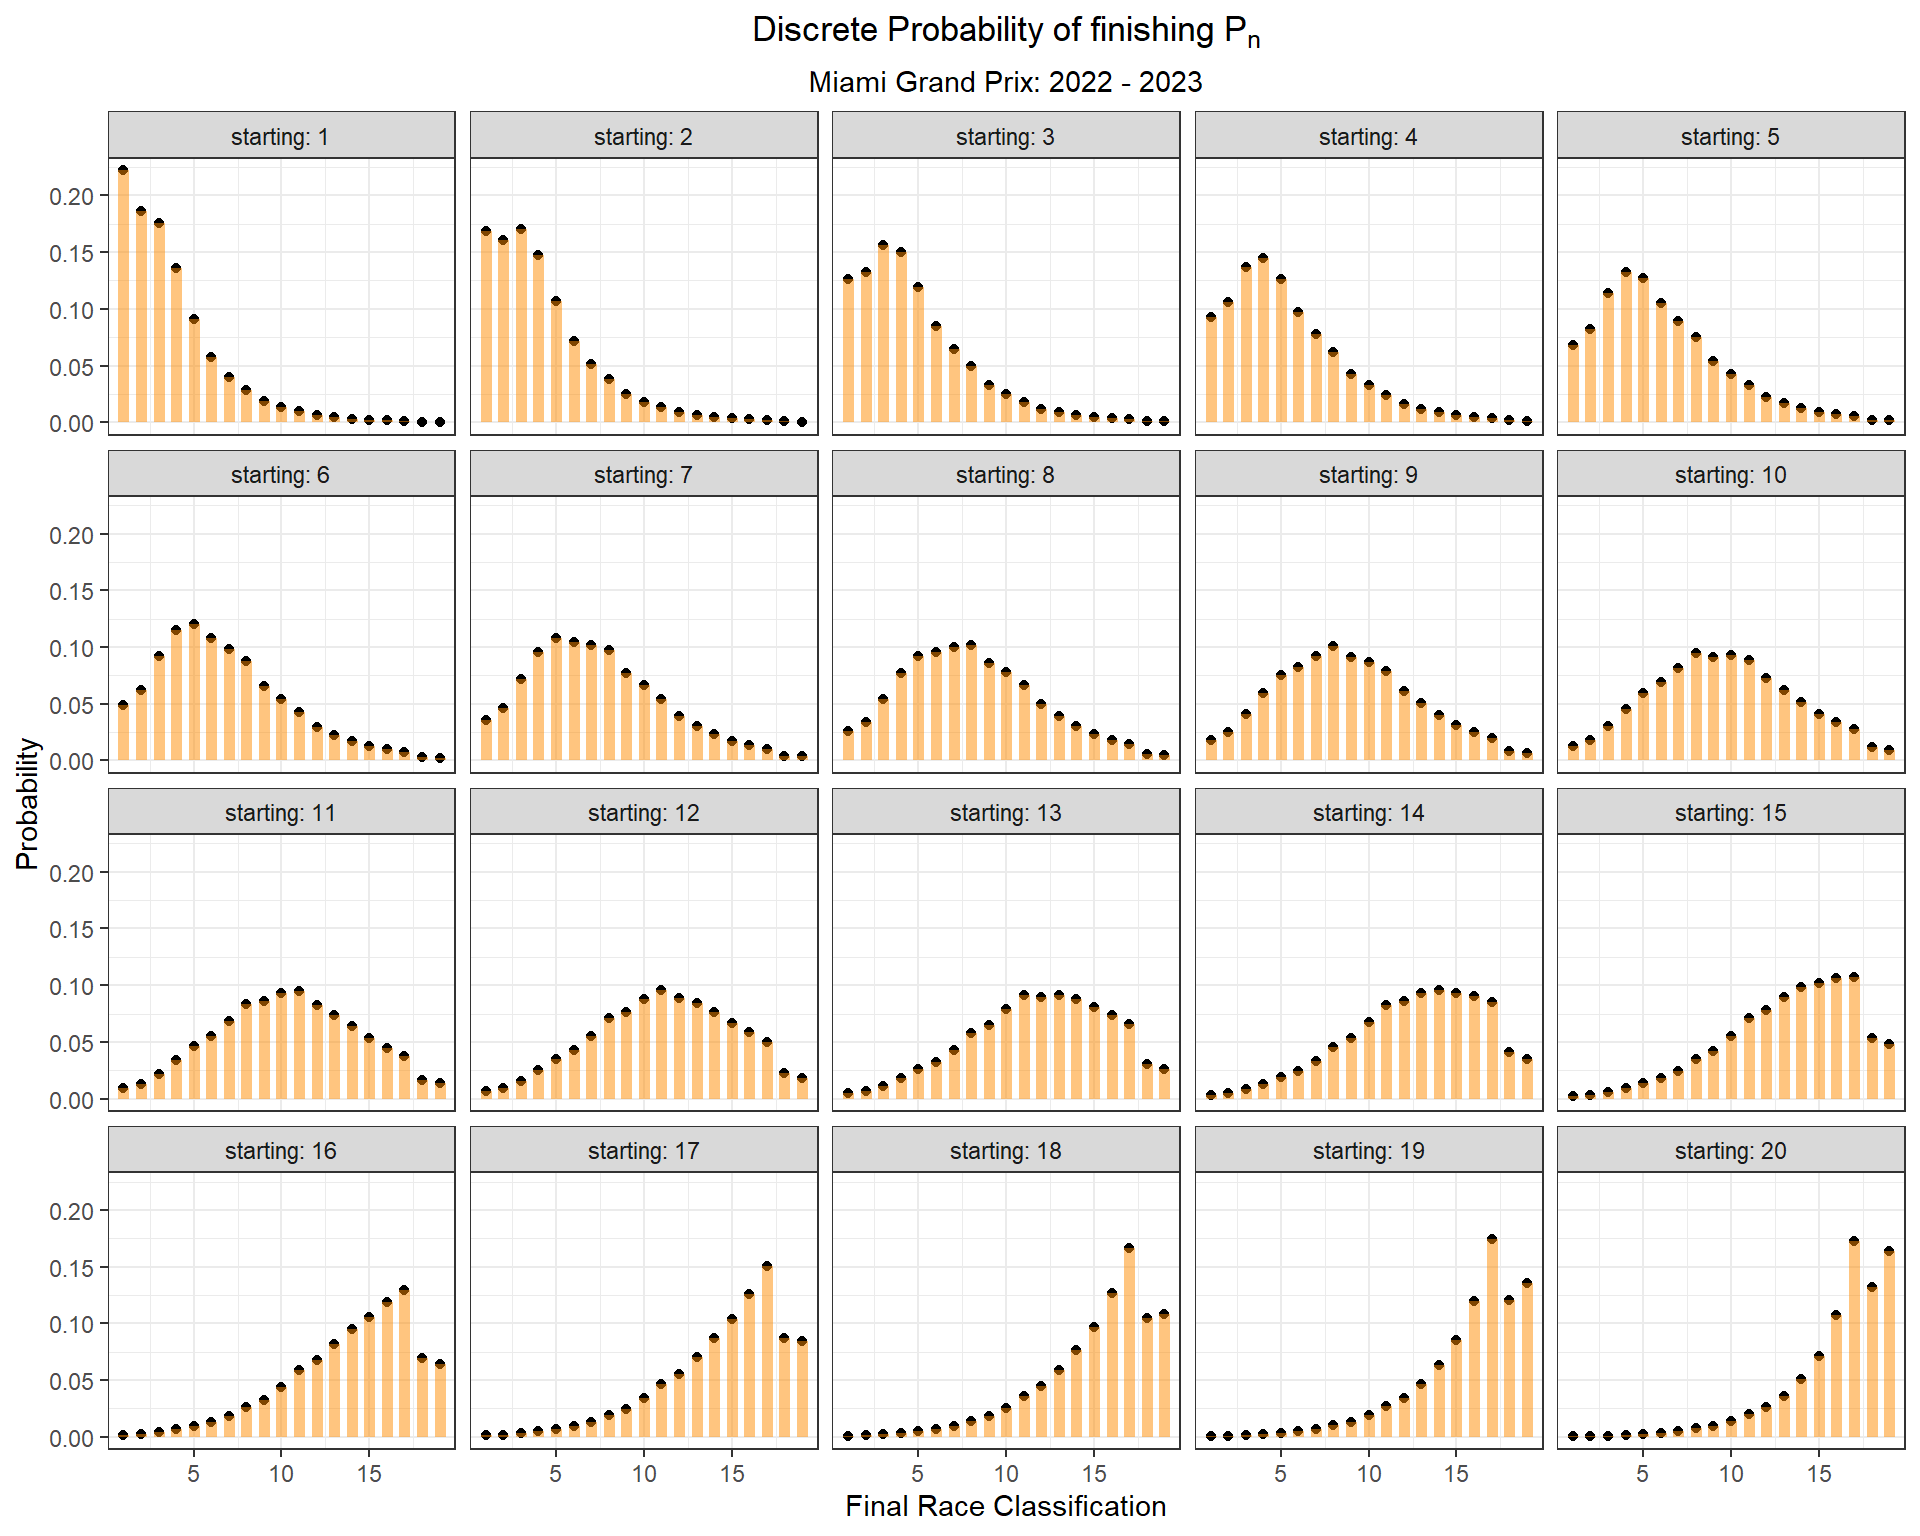 Discrete Probability of finishing Pn
Miami Grand Prix: 2022 - 2023
starting: 1
starting: 2
starting: 3
starting: 4
starting: 5
0.20
0.15
0.10
0.05
0.00
starting: 6
starting: 7
starting: 8
starting: 9
starting: 10
0.20
0.15
0.10
0.05
0.00
Probability
starting: 11
starting: 12
starting: 13
starting: 14
starting: 15
0.20
0.15
0.10
0.05
0.00
starting: 16
starting: 17
starting: 18
starting: 19
starting: 20
0.20
0.15
0.10
0.05
0.00
5 10 15
5 10 15
5 10 15
5 10 15
5 10 15
Final Race Classification